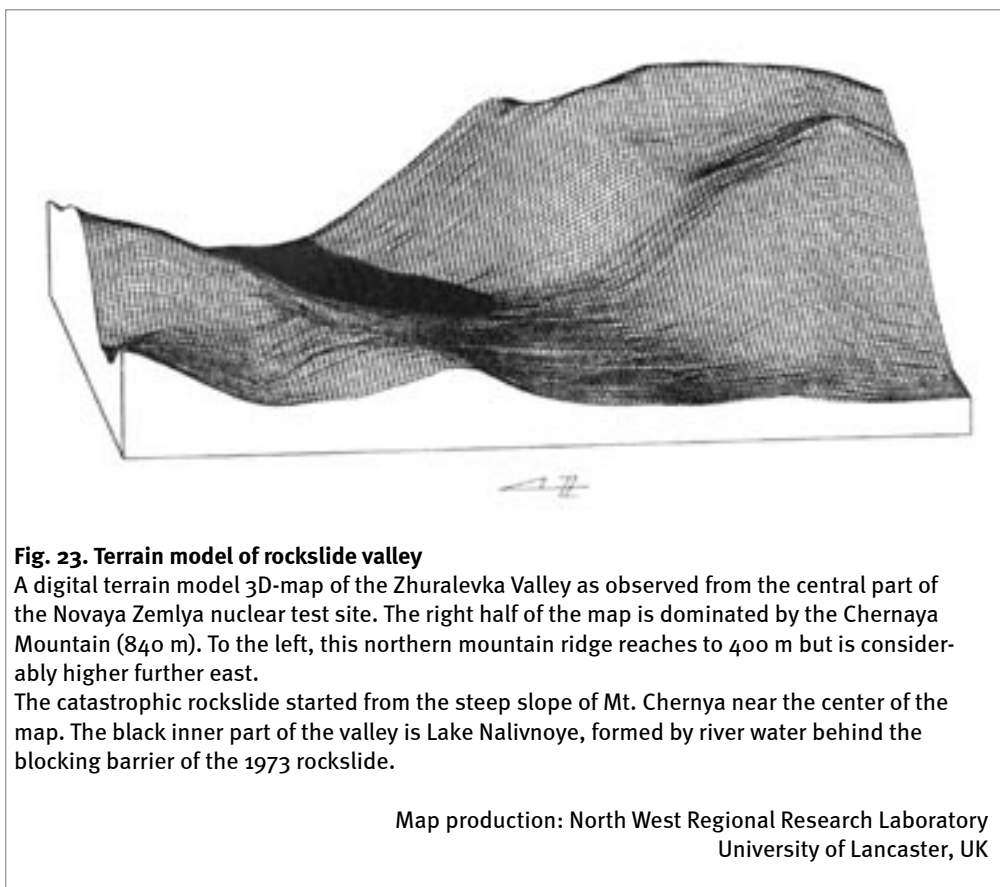 Fig. 23. Terrain model of rockslide valley
A digital terrain model 3D-map of the Zhuralevka Valley as observed from the central part of
the Novaya Zemlya nuclear test site. The right half of the map is dominated by the Chernaya
Mountain (840 m). To the left, this northern mountain ridge reaches to 400 m but is consider-
ably higher further east.
The catastrophic rockslide started from the steep slope of Mt. Chernya near the center of the
map. The black inner part of the valley is Lake Nalivnoye, formed by river water behind the
blocking barrier of the 1973 rockslide.
Map production: North West Regional Research Laboratory
University of Lancaster, UK